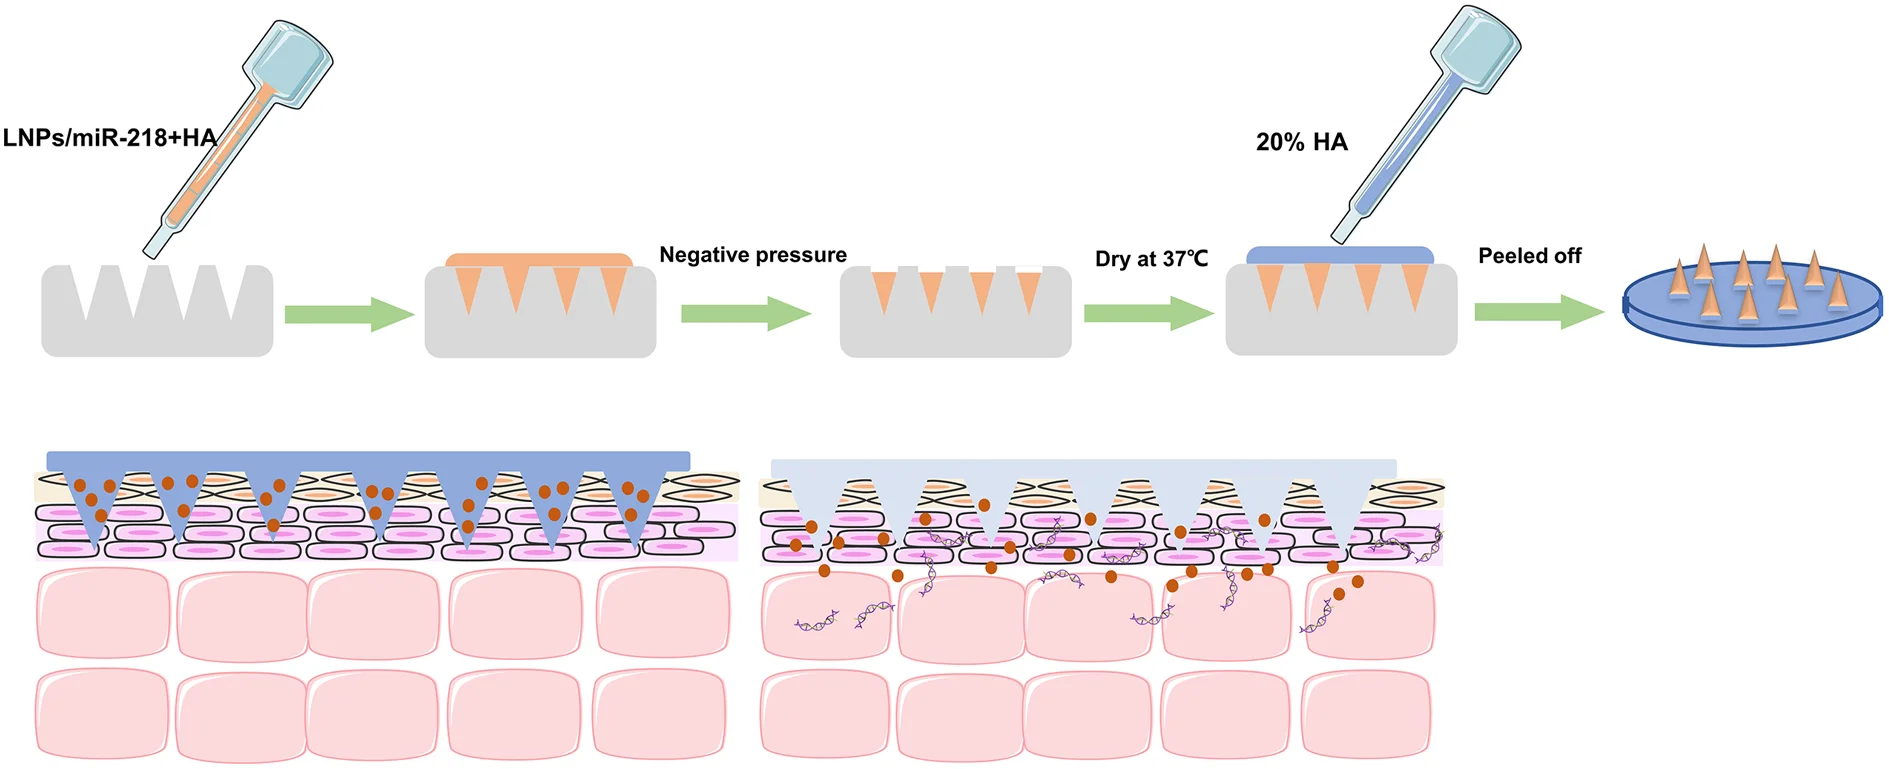 LNPs/miR-218+HA
20% HA
Negative pressure
Dry at 37℃
Peeled off